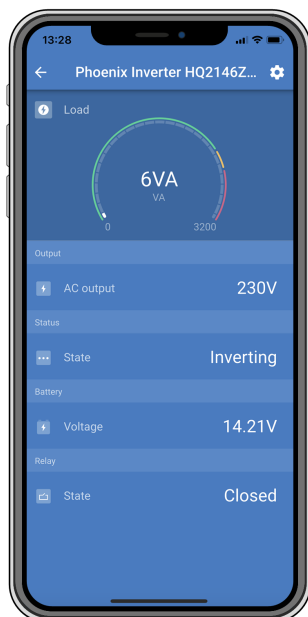 13:28
Phoenix Inverter HQ2146Z...
Load
6VA
VA
0 3200
Output
AC output 230V
Status
State Inverting
Battery
Voltage 14.21V
Relay
State Closed